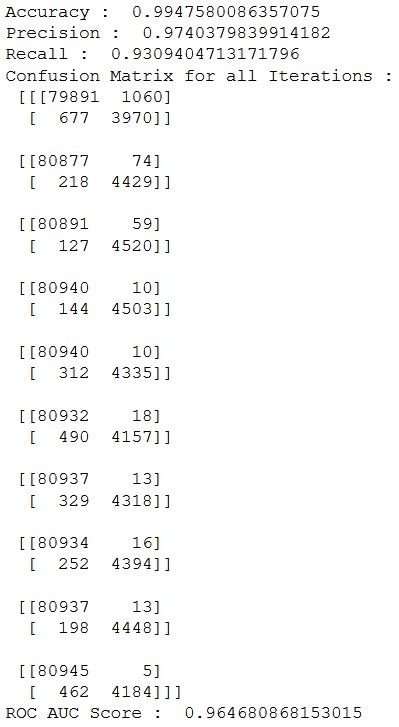 Accuracy :  0.9947580086357075
Precision :  0.9740379839914182
Recall :  0.9309404713171796
Confusion Matrix for all Iterations :
 [[[79891  1060]
  [  677  3970]]

 [[80877    74]
  [  218  4429]]

 [[80891    59]
  [  127  4520]]

 [[80940    10]
  [  144  4503]]

 [[80940    10]
  [  312  4335]]

 [[80932    18]
  [  490  4157]]

 [[80937    13]
  [  329  4318]]

 [[80934    16]
  [  252  4394]]

 [[80937    13]
  [  198  4448]]

 [[80945     5]
  [  462  4184]]]
ROC AUC Score :  0.964680868153015